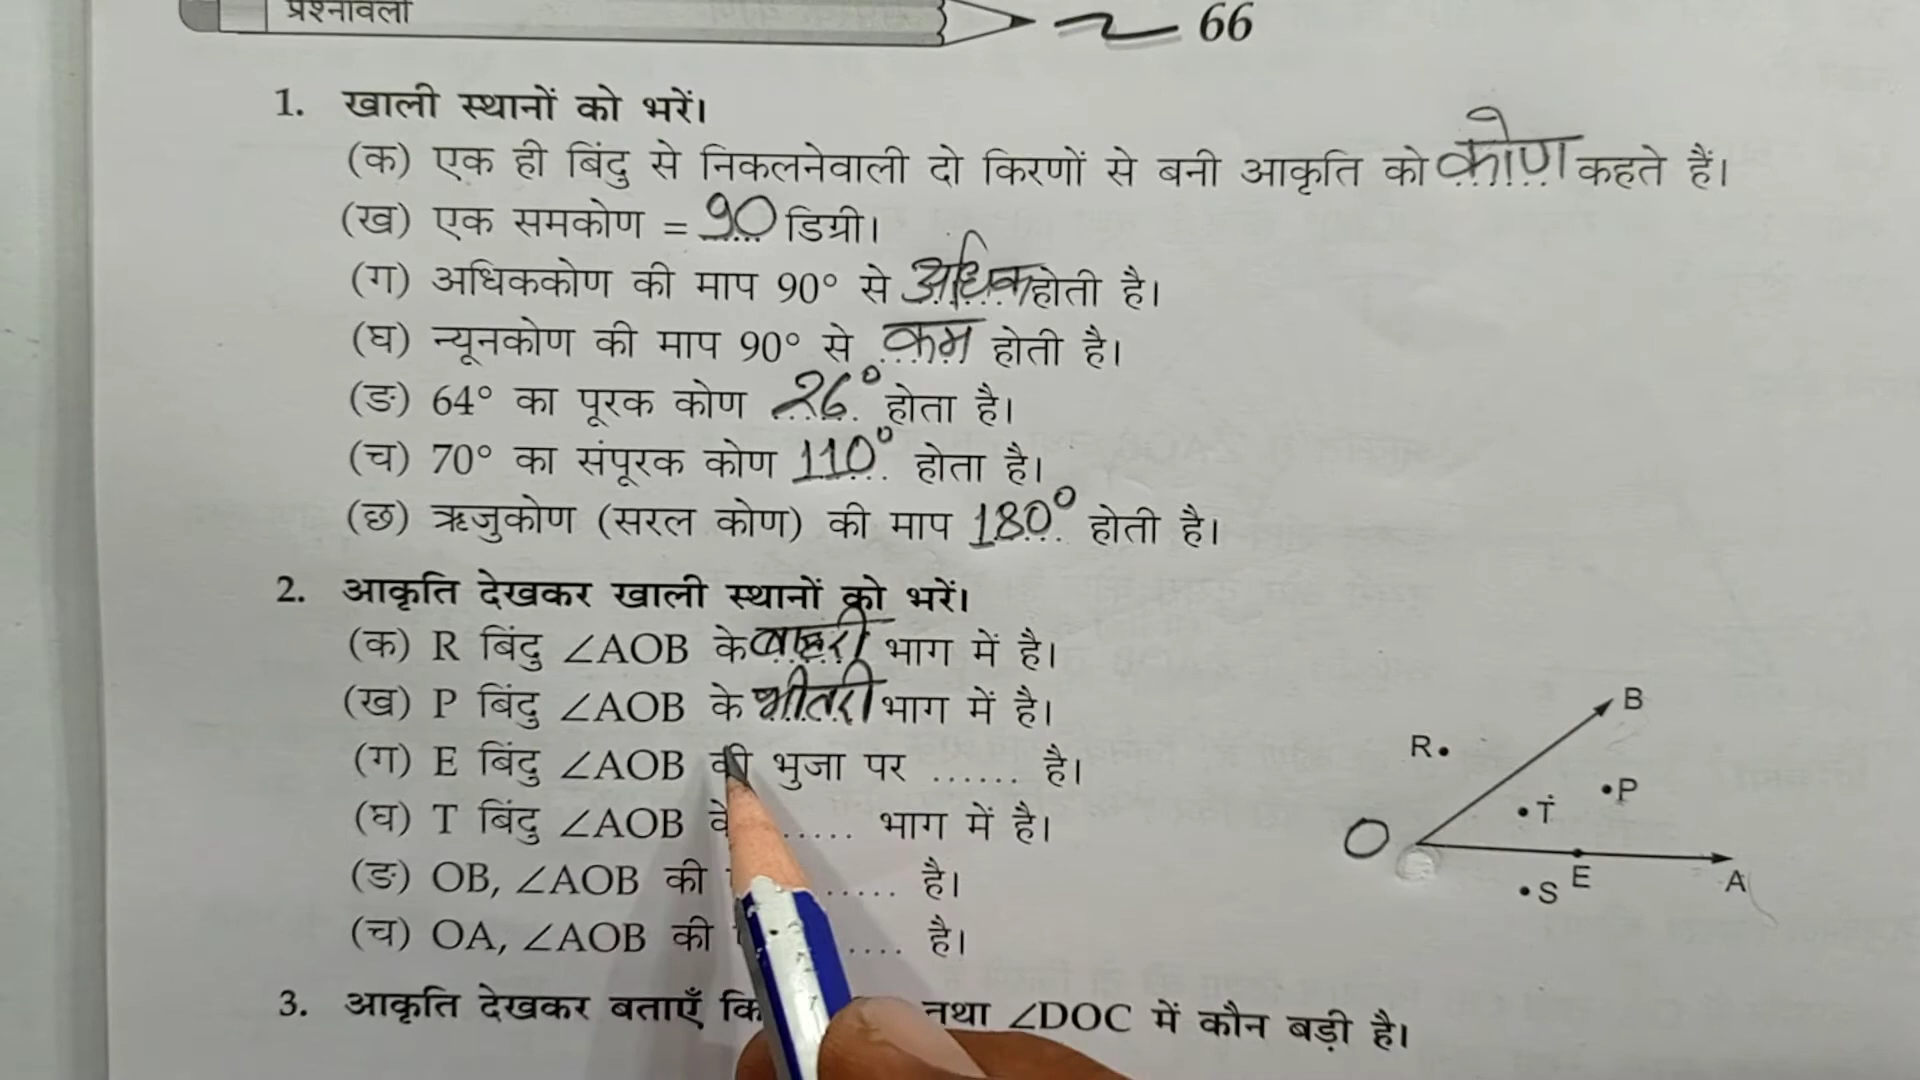 प्रश्नावली
66
1. खाली स्थानों को भरें।
(क) एक ही बिंदु से निकलनेवाली दो किरणों से बनी आकृति को कोण कहते हैं।
(ख) एक समकोण = 90 डिग्री।
(ग) अधिककोण की माप 90° से अधिक होती है।
(घ) न्यूनकोण की माप 90° से कम होती है।
(ङ) 64° का पूरक कोण 26° होता है।
(च) 70° का संपूरक कोण 110° होता है।
(छ) ऋजुकोण (सरल कोण) की माप 180° होती है।
2. आकृति देखकर खाली स्थानों को भरें।
(क) R बिंदु ∠AOB के बाहरी भाग में है।
(ख) P बिंदु ∠AOB के भीतरी भाग में है।
(ग) E बिंदु ∠AOB की भुजा पर ...... है।
(घ) T बिंदु ∠AOB के ...... भाग में है।
(ङ) OB, ∠AOB की ..... है।
(च) OA, ∠AOB की .... है।
3. आकृति देखकर बताएँ कि तथा ∠DOC में कौन बड़ी है।
B
R
P
T
O
E
A
S